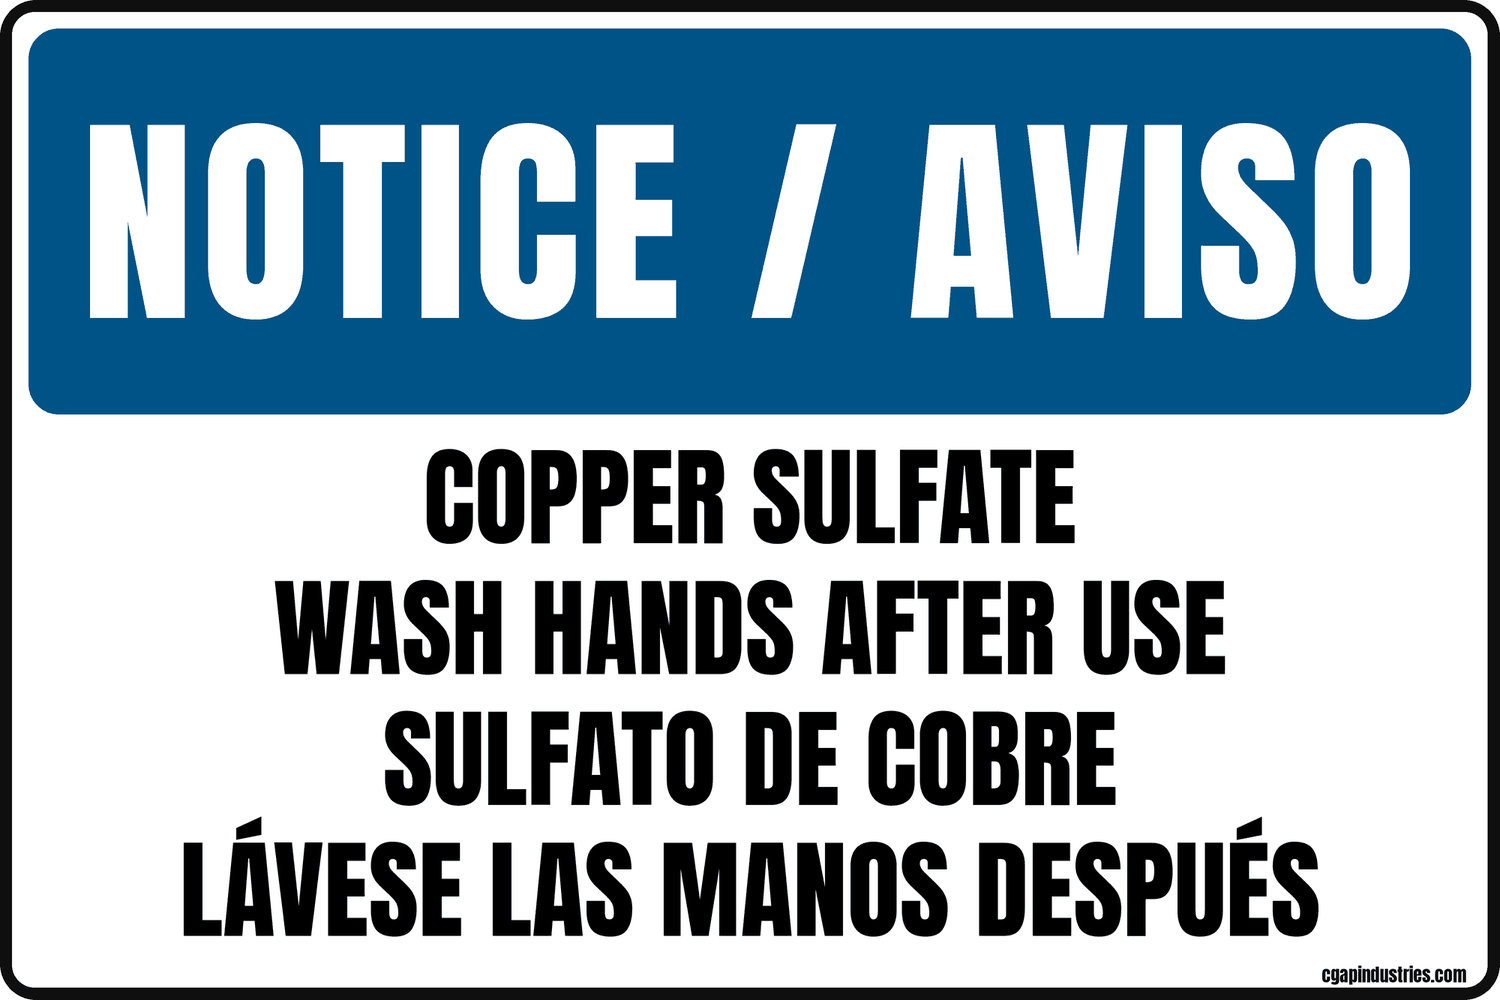 NOTICE / AVISO
COPPER SULFATE
WASH HANDS AFTER USE
SULFATO DE COBRE
LÁVESE LAS MANOS DESPUÉS
cgapindustries.com